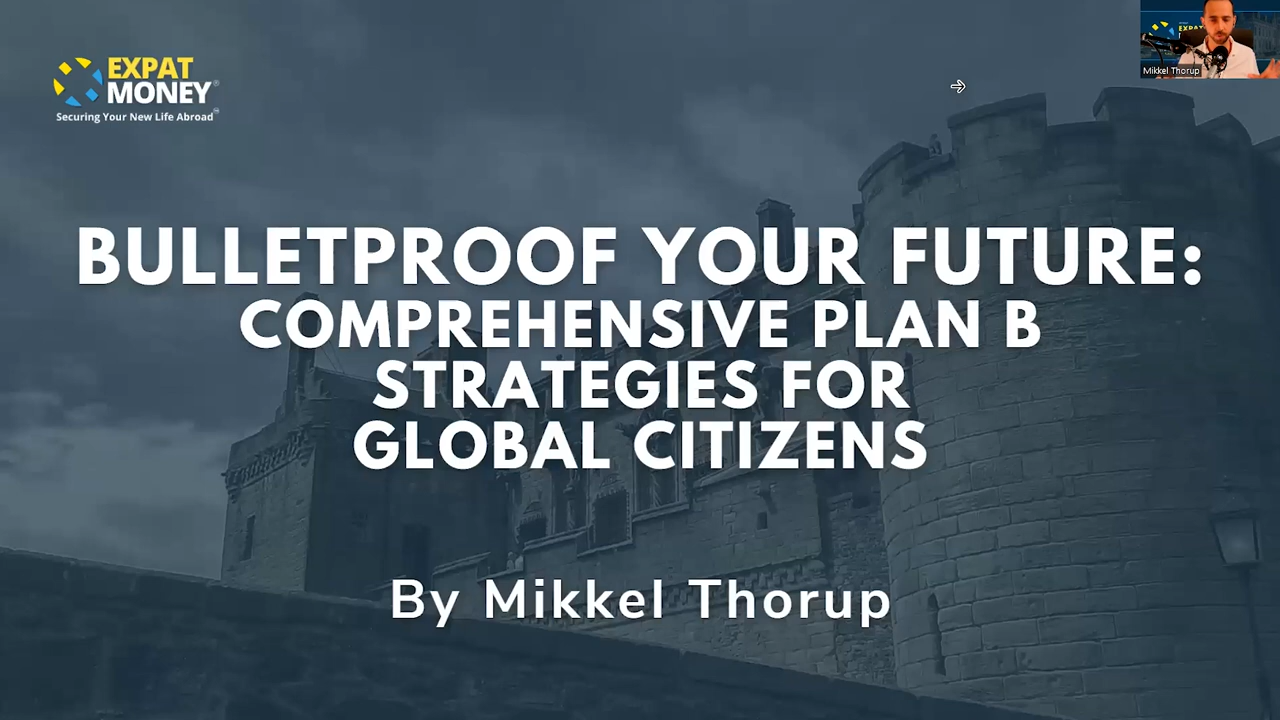 EXPAT
MONEY®
Securing Your New Life Abroad™
Mikkel Thorup
BULLETPROOF YOUR FUTURE:
COMPREHENSIVE PLAN B
STRATEGIES FOR
GLOBAL CITIZENS
By Mikkel Thorup